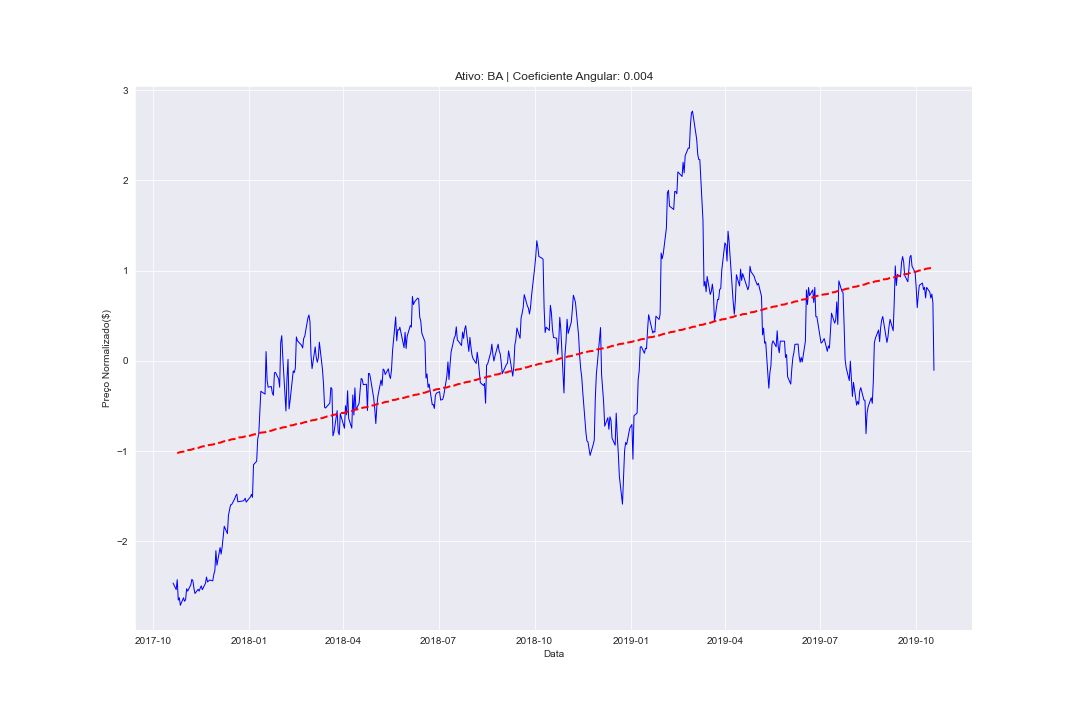 Ativo: BA | Coeficiente Angular: 0.004
Preço Normalizado($)
3
2
1
0
−1
−2
2017-10 2018-01 2018-04 2018-07 2018-10 2019-01 2019-04 2019-07 2019-10
Data